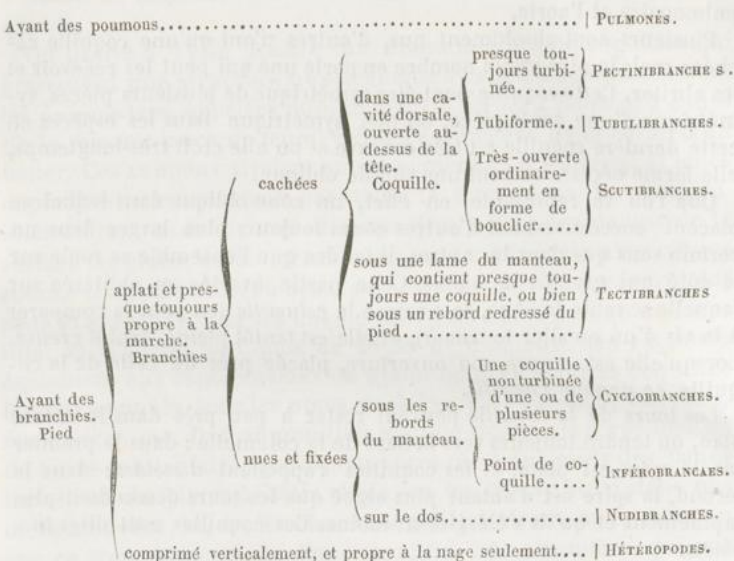 Ayant des poumons........................................ | PULMONÉS.
presque tou-
jours turbi-
née....... PECTINIBRANCHE S.
dans une ca-
vité dorsale,
ouverte au-
dessus de la
tête.
Coquille.
Tubiforme... | TUBULIBRANCHES.
Très-ouverte
ordinaire-
ment en
forme de
bouclier..... SCUTIBRANCHES.
cachées
sous une lame du manteau,
qui contient presque tou-
jours une coquille. ou bien
sous un rebord redressé du
pied.................... TECTIBRANCHES
aplati et pres-
que toujours
propre à la
marche.
Branchies
Ayant des
branchies.
Pied
Une coquille
non turbinée
d'une ou de
plusieurs
pièces. CYCLOBRANCHES.
sous les re-
bords
du manteau.
nues et fixées
Point de co-
quille..... INFÉROBRANCAES.
sur le dos............ | NUDIBRANCHES.
comprimé verticalement, et propre à la nage seulement.... | HÉTÉROPODES.